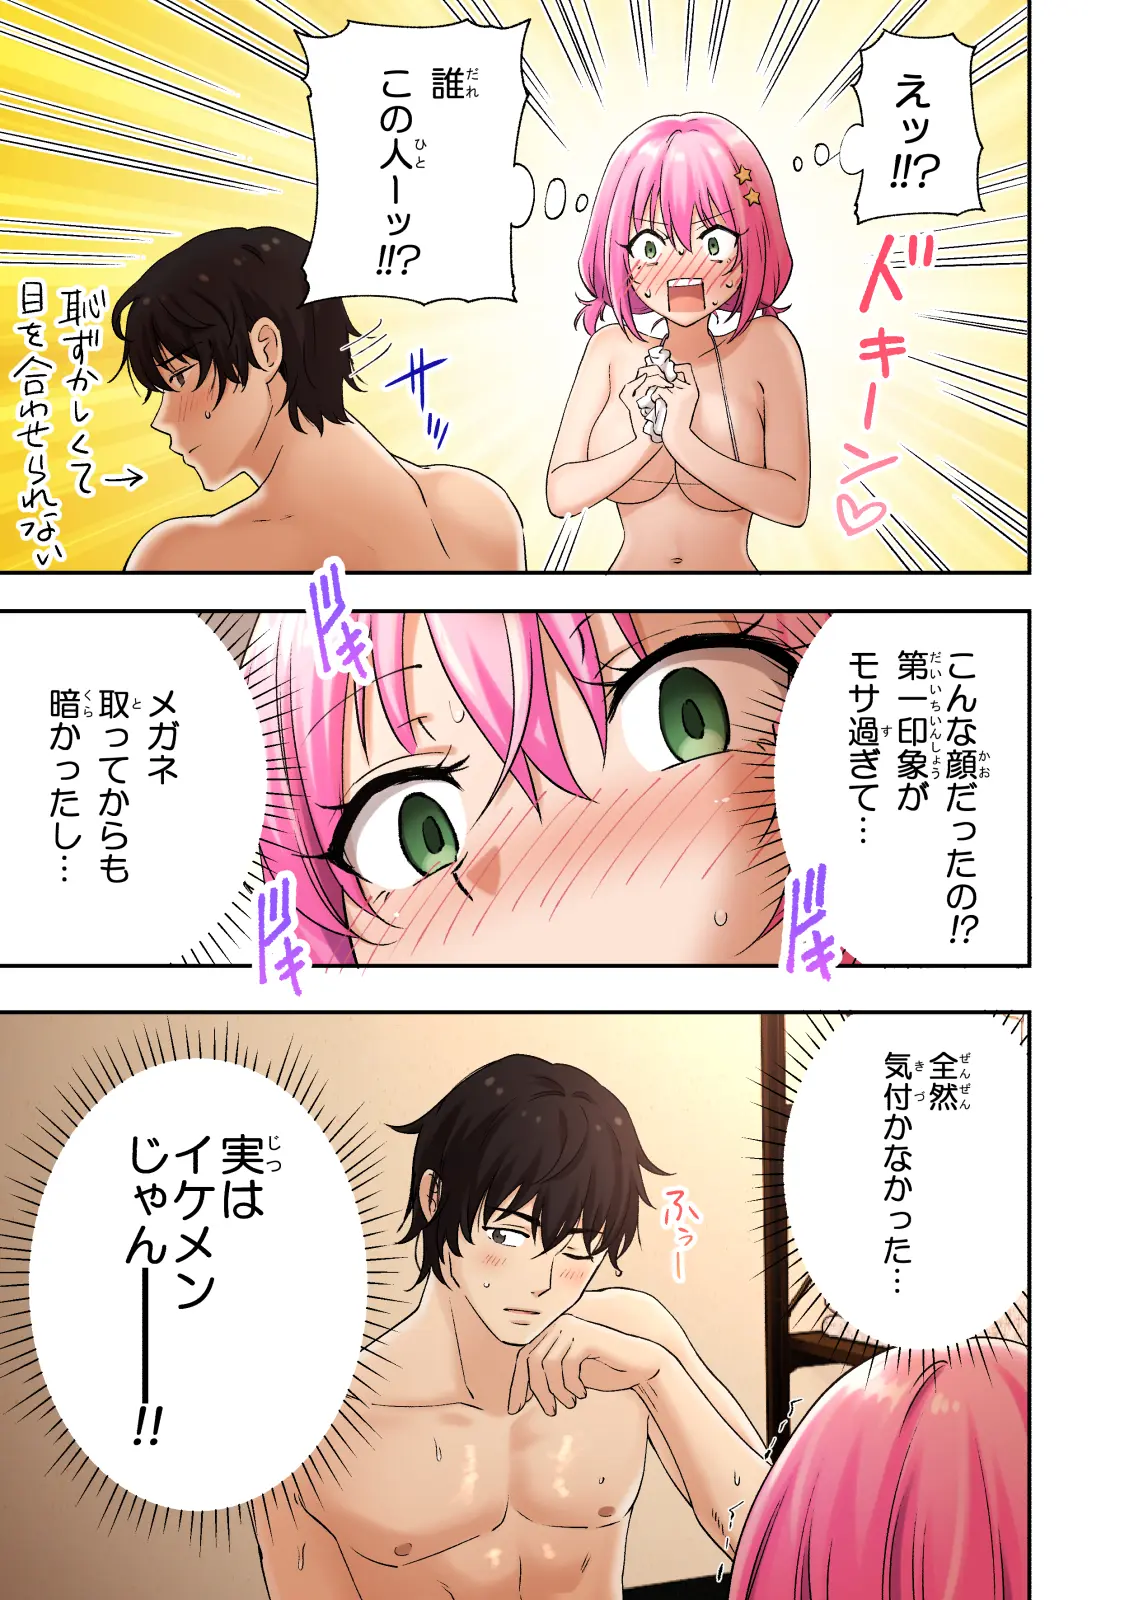 えッ
!!?
ドキーン♡
誰
この人ーッ
!!?
サッ
恥ずかしくて
目を合わせられない
→
こんな顔だったの!?
第一印象が
モサ過ぎて…
ドキ
メガネ
取ってからも
暗かったし…
ドキ
ドキ
全然
気付かなかった…
ふぅー
実は
イケメン
じゃん――!!